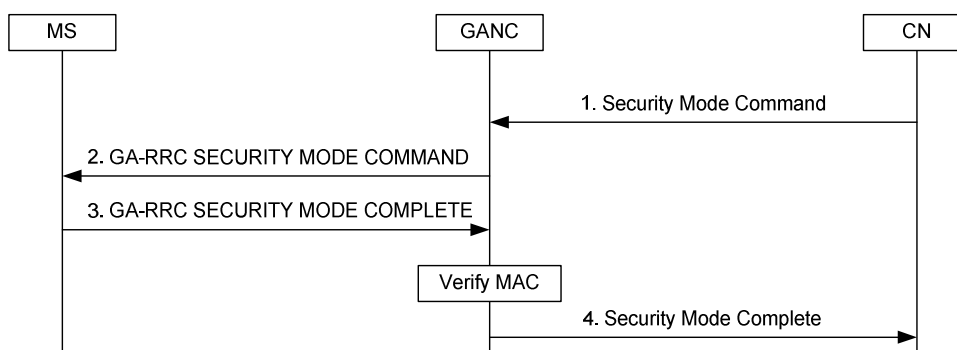 MS
GANC
CN
1. Security Mode Command
2. GA-RRC SECURITY MODE COMMAND
3. GA-RRC SECURITY MODE COMPLETE
Verify MAC
4. Security Mode Complete